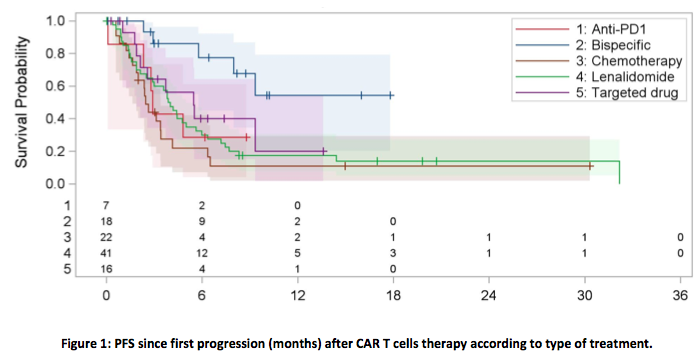 1.0
0.8
0.6
0.4
0.2
0.0
Survival Probability
1: Anti-PD1
2: Bispecific
3: Chemotherapy
4: Lenalidomide
5: Targeted drug
1 7 2 0
2 18 9 2 0
3 22 4 2 1 1 1 0
4 41 12 5 3 1 1 0
5 16 4 1 0
0 6 12 18 24 30 36
Figure 1: PFS since first progression (months) after CAR T cells therapy according to type of treatment.